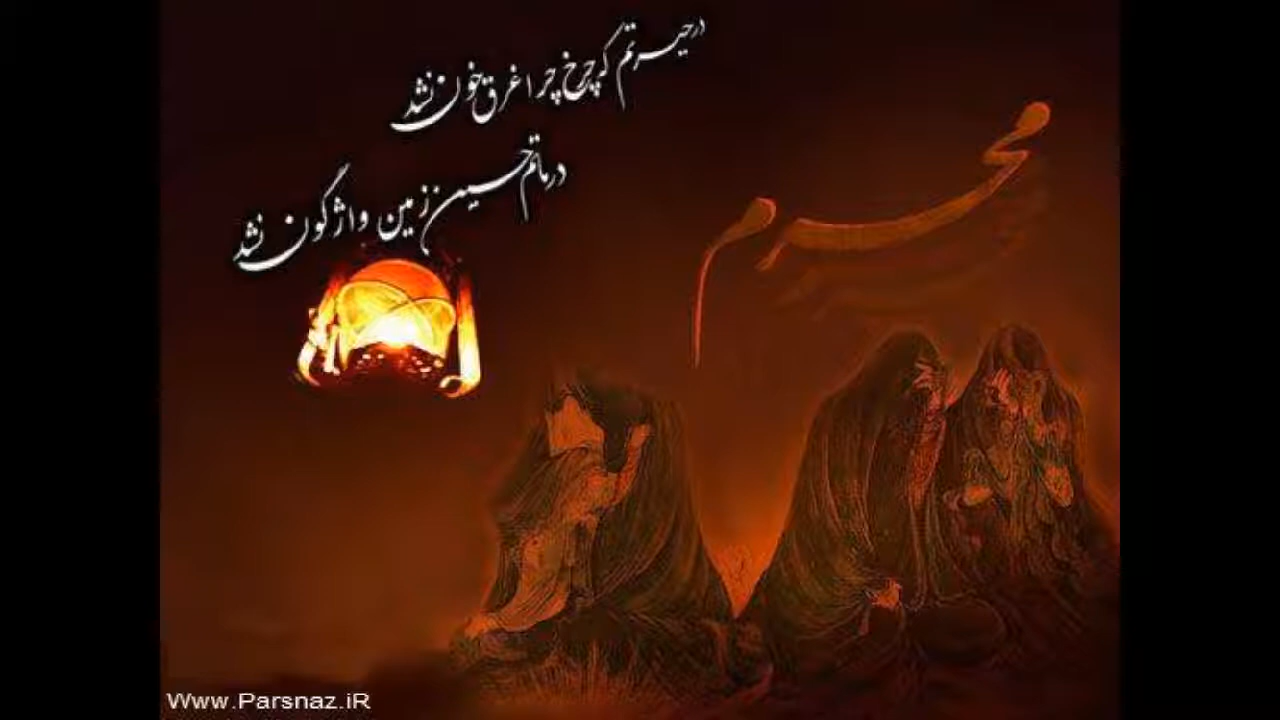 در حیرتم که چرخ چرا غرق خون نشد
در ماتم حسین زمین واژگون نشد
محرم
Www.Parsnaz.iR